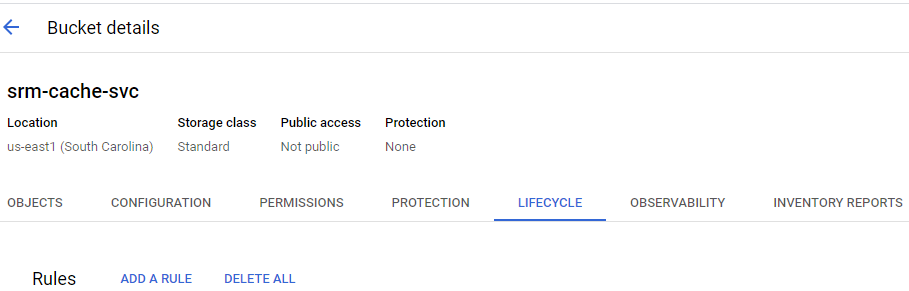 Bucket details
srm-cache-svc
Location Storage class Public access Protection
us-east1 (South Carolina) Standard Not public None
OBJECTS CONFIGURATION PERMISSIONS PROTECTION LIFECYCLE OBSERVABILITY INVENTORY REPORTS
Rules ADD A RULE DELETE ALL